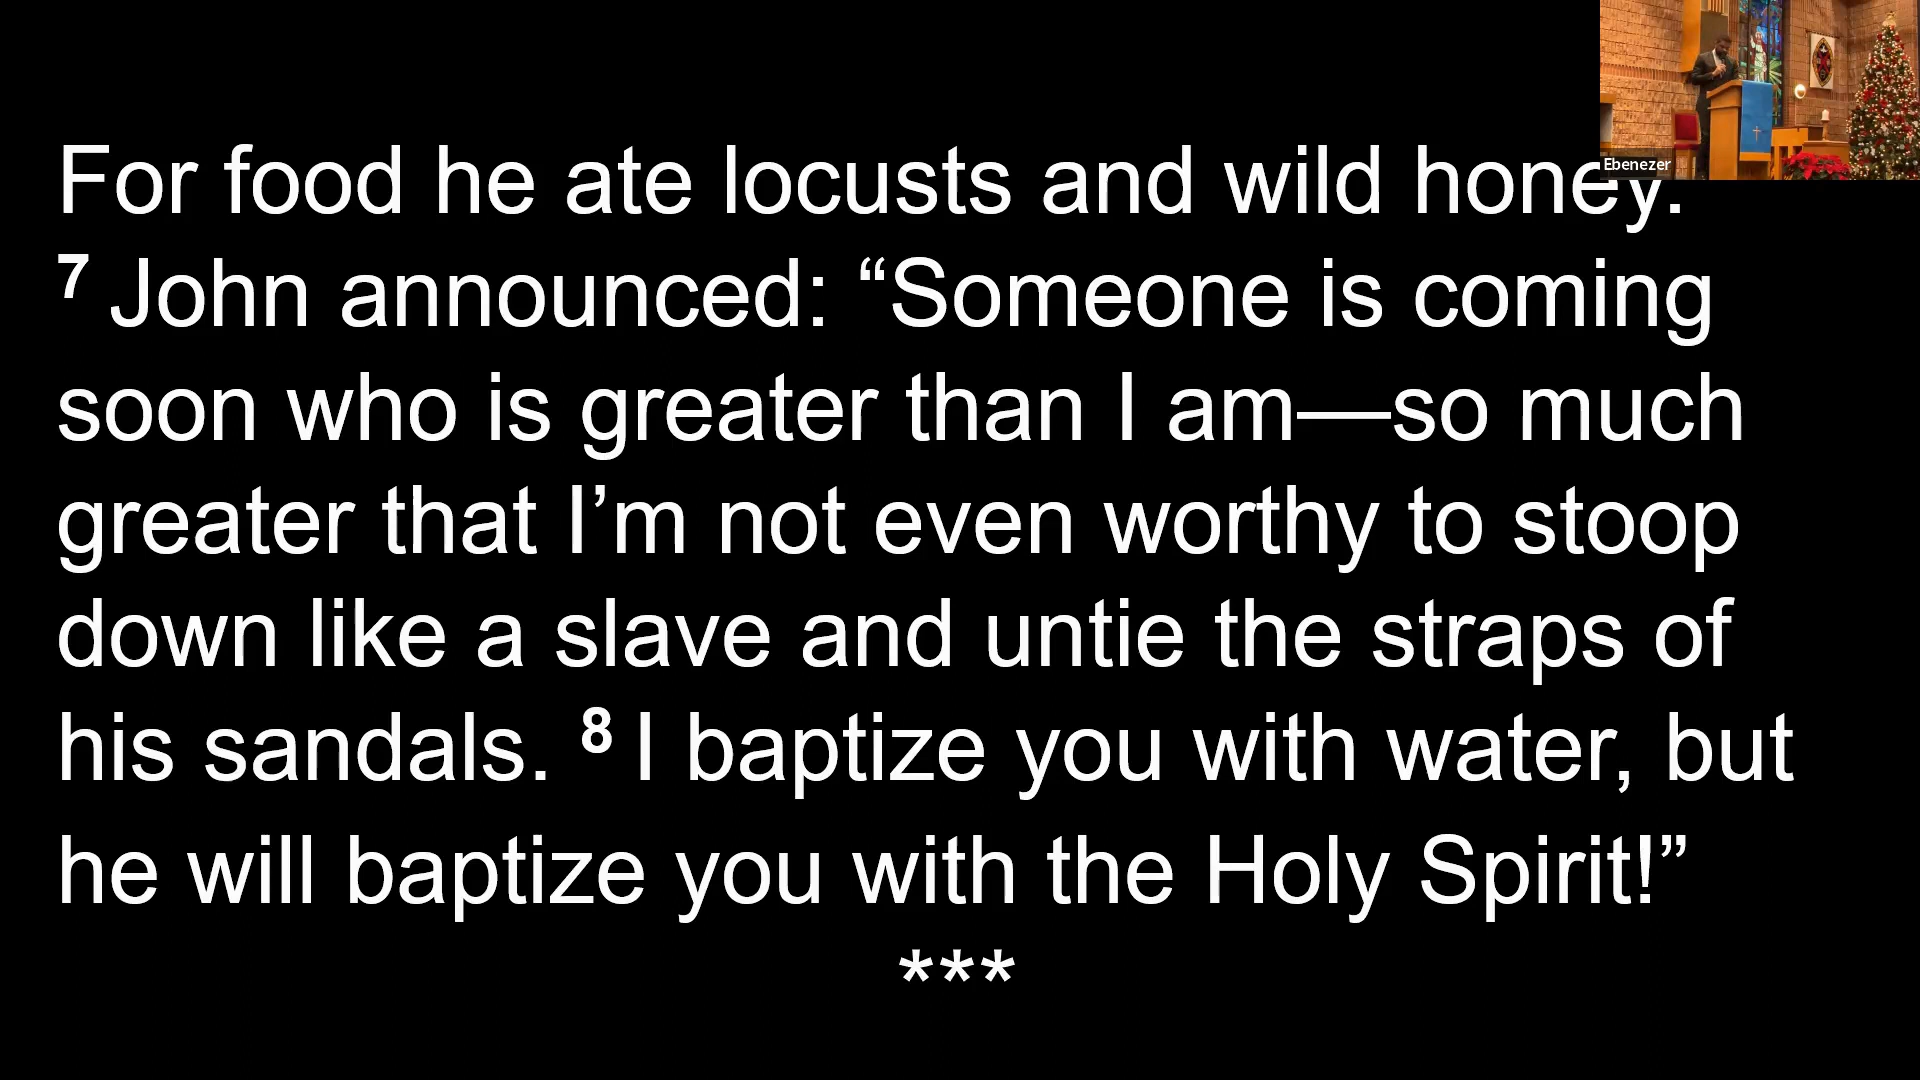 Ebenezer
For food he ate locusts and wild honey.
7 John announced: “Someone is coming
soon who is greater than I am—so much
greater that I’m not even worthy to stoop
down like a slave and untie the straps of
his sandals. 8 I baptize you with water, but
he will baptize you with the Holy Spirit!”
***